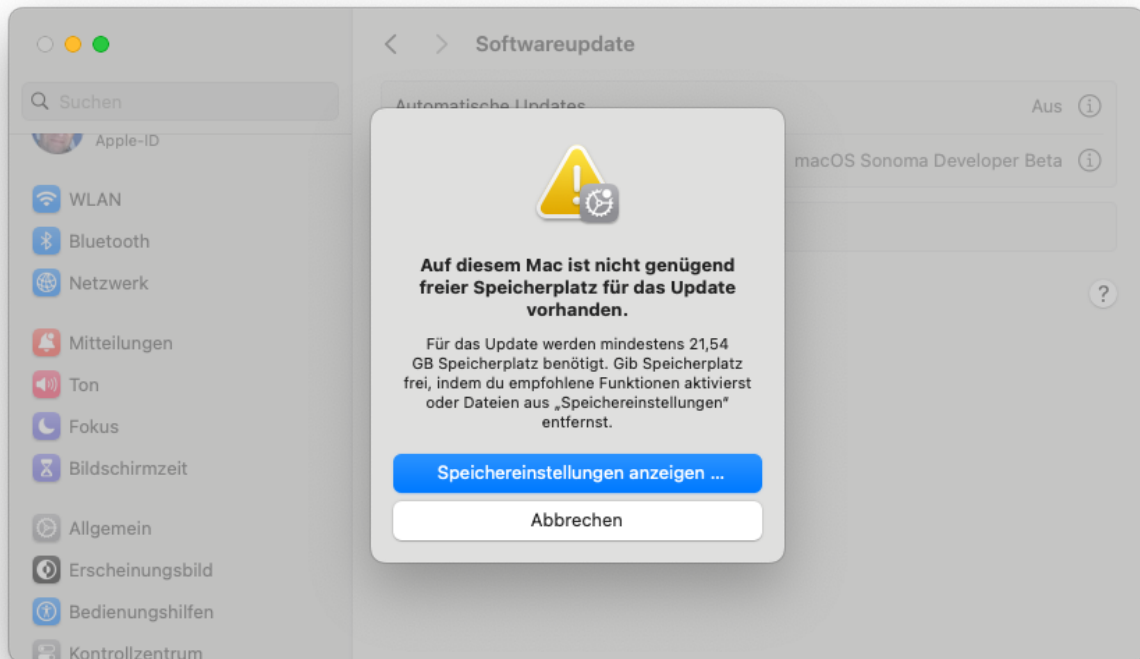 Softwareupdate
Suchen
Apple-ID
WLAN
Bluetooth
Netzwerk
Mitteilungen
Ton
Fokus
Bildschirmzeit
Allgemein
Erscheinungsbild
Bedienungshilfen
Kontrollzentrum
Automatische Updates
Aus
macOS Sonoma Developer Beta
?
Auf diesem Mac ist nicht genügend
freier Speicherplatz für das Update
vorhanden.
Für das Update werden mindestens 21,54
GB Speicherplatz benötigt. Gib Speicherplatz
frei, indem du empfohlene Funktionen aktivierst
oder Dateien aus „Speichereinstellungen“
entfernst.
Speichereinstellungen anzeigen ...
Abbrechen